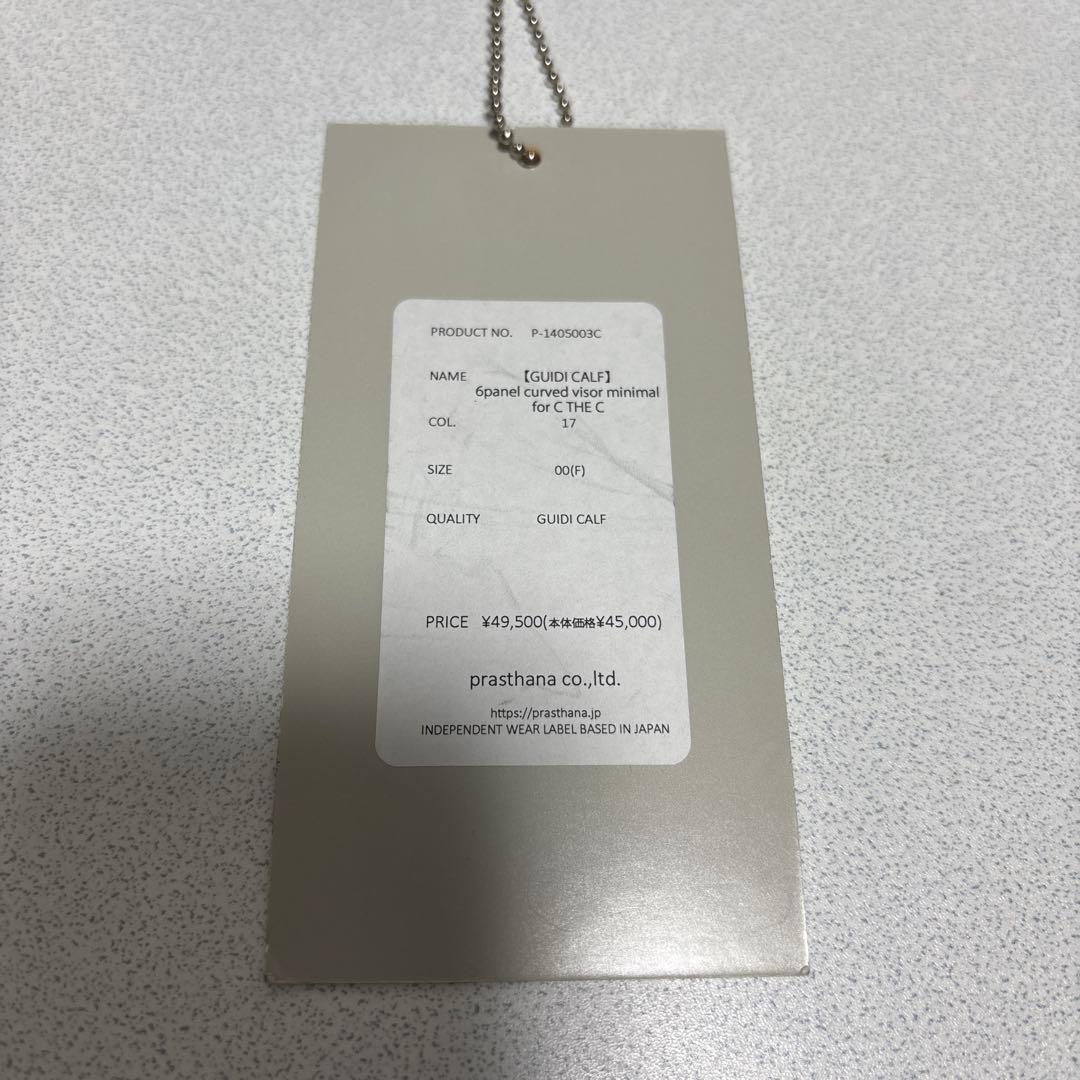 PRODUCT NO. P-1405003C
NAME 【GUIDI CALF】
6panel curved visor minimal
for C THE C
COL. 17
SIZE 00(F)
QUALITY GUIDI CALF
PRICE ¥49,500(本体価格¥45,000)
prasthana co.,ltd.
https://prasthana.jp
INDEPENDENT WEAR LABEL BASED IN JAPAN